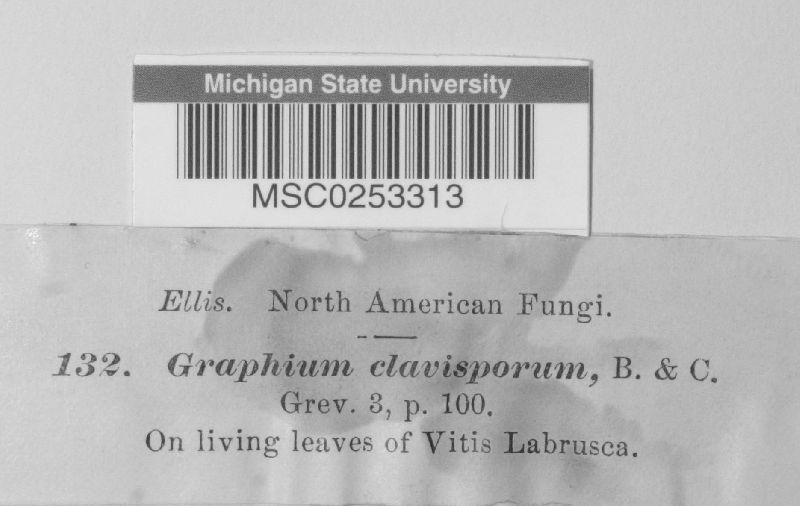 Michigan State University
MSC0253313
Ellis. North American Fungi.
132. Graphium clavisporum, B. & C.
Grev. 3, p. 100.
On living leaves of Vitis Labrusca.